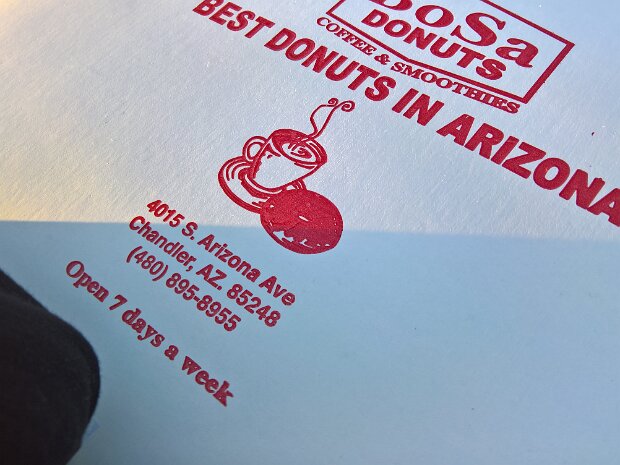 BoSa
DONUTS
COFFEE & SMOOTHIES
BEST DONUTS IN ARIZONA
4015 S. Arizona Ave
Chandler, AZ. 85248
(480) 895-8955
Open 7 days a week